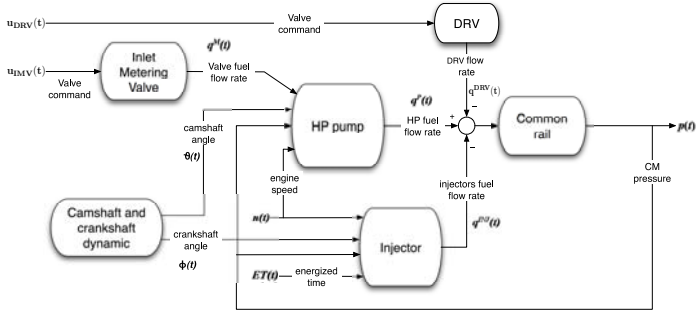 u_DRV(t)
Valve
command
DRV
DRV flow
rate
q^DRV(t)
u_IMV(t)
Valve
command
Inlet
Metering
Valve
q^M(t)
Valve fuel
flow rate
HP pump
q^P(t)
HP fuel
flow rate
+
−
−
Common
rail
p(t)
CM
pressure
camshaft
angle
ϑ(t)
engine
speed
injectors fuel
flow rate
q^INJ(t)
Camshaft and
crankshaft
dynamic
n(t)
crankshaft
angle
ϕ(t)
Injector
ET(t)
energized
time